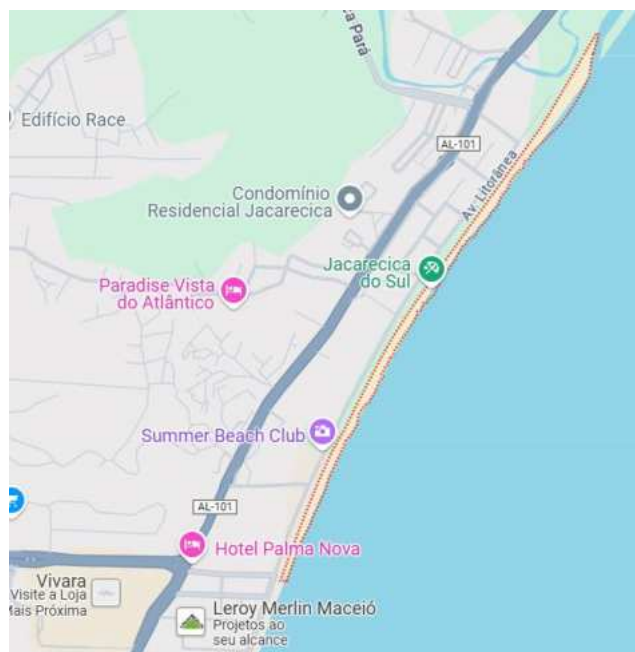 Pará
Edifício Race
AL-101
Av. Litorânea
Condomínio
Residencial Jacarecica
Jacarecica
do Sul
Paradise Vista
do Atlântico
Summer Beach Club
AL-101
Hotel Palma Nova
Vivara
Visite a Loja
Mais Próxima
Leroy Merlin Maceió
Projetos ao
seu alcance